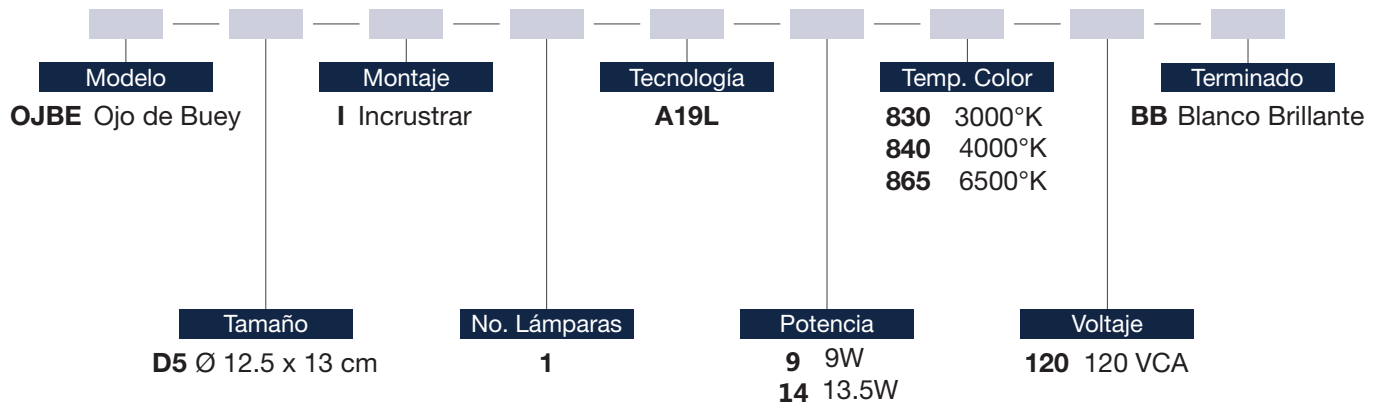 Modelo
OJBE Ojo de Buey
Montaje
I Incrustrar
Tecnología
A19L
Temp. Color
830 3000°K
840 4000°K
865 6500°K
Terminado
BB Blanco Brillante
Tamaño
D5 Ø 12.5 x 13 cm
No. Lámparas
1
Potencia
9 9W
14 13.5W
Voltaje
120 120 VCA